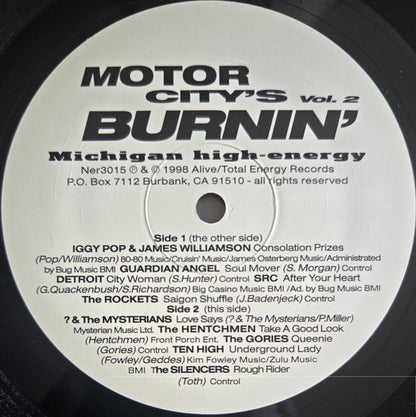 MOTOR
CITY'S Vol. 2
BURNIN'
Michigan high-energy
Ner3015 ℗ & © 1998 Alive/Total Energy Records
P.O. Box 7112 Burbank, CA 91510 - all rights reserved
Side 1 (the other side)
IGGY POP & JAMES WILLIAMSON Consolation Prizes
(Pop/Williamson) 80-80 Music/Cruisin' Music/James Osterberg Music/Administrated
by Bug Music BMI GUARDIAN ANGEL Soul Mover (S. Morgan) Control
DETROIT City Woman (S.Hunter) Control SRC After Your Heart
(G.Quackenbush/S.Richardson) Big Casino Music BMI /Ad. by Bug Music BMI
The ROCKETS Saigon Shuffle (J.Badenjeck) Control
Side 2 (this side)
? & The MYSTERIANS Love Says (? & The Mysterians/P.Miller)
Mysterian Music Ltd. The HENTCHMEN Take A Good Look
(Hentchmen) Front Porch Ent. The GORIES Queenie
(Gories) Control TEN HIGH Underground Lady
(Fowley/Geddes) Kim Fowley Music/Zulu Music
BMI The SILENCERS Rough Rider
(Toth) Control